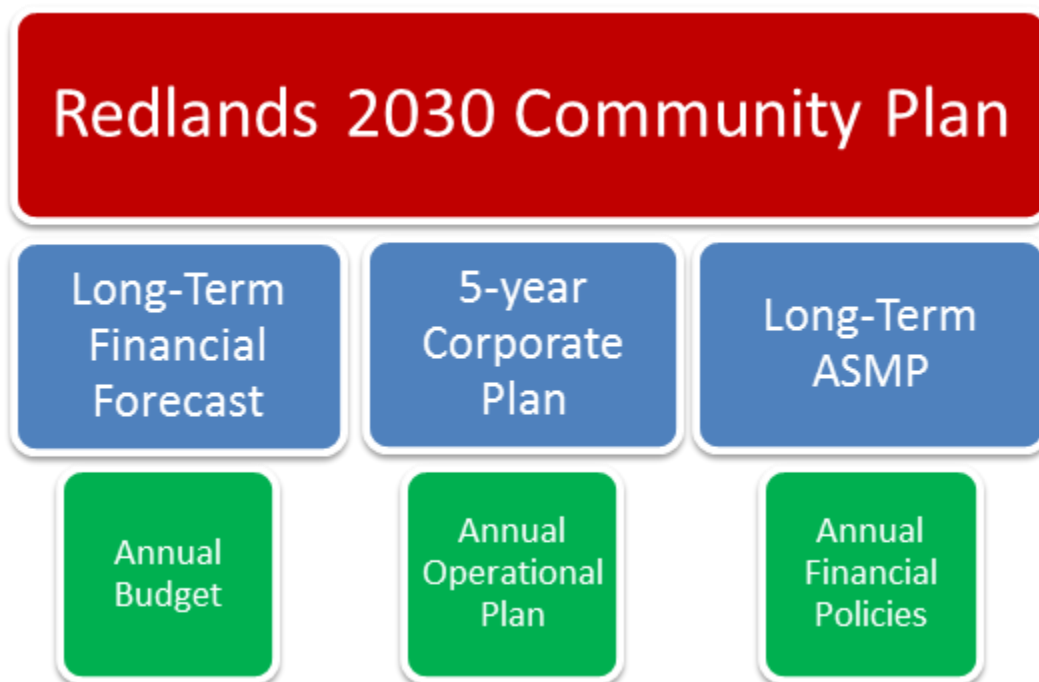 Redlands 2030 Community Plan
Long-Term
Financial
Forecast
5-year
Corporate
Plan
Long-Term
ASMP
Annual
Budget
Annual
Operational
Plan
Annual
Financial
Policies